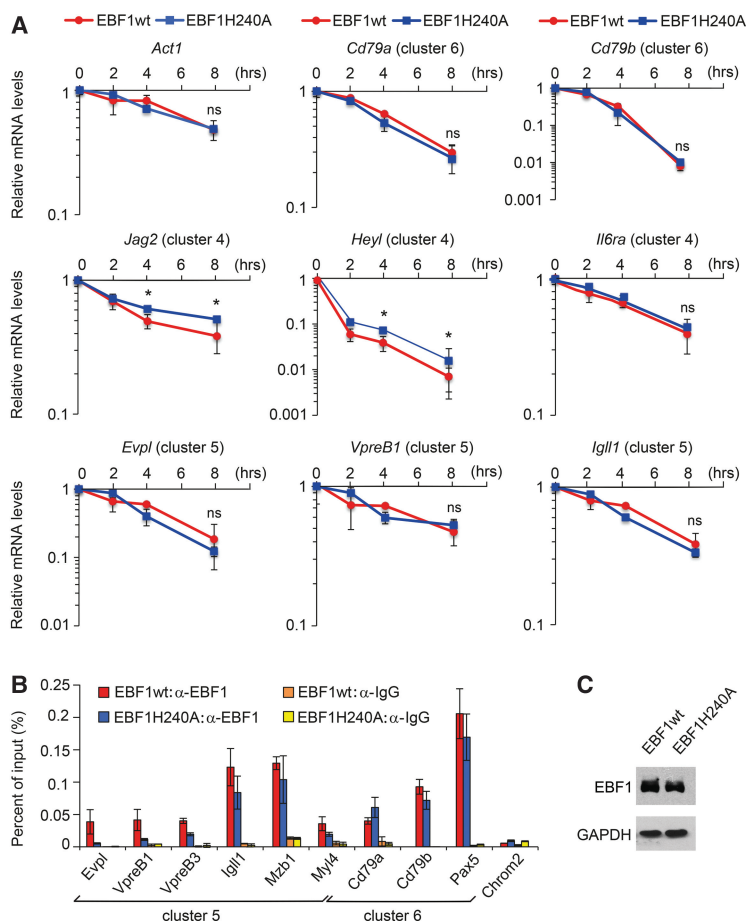 A
EBF1wt EBF1H240A EBF1wt EBF1H240A EBF1wt EBF1H240A
Act1 Cd79a (cluster 6) Cd79b (cluster 6)
0 2 4 6 8 (hrs) 0 2 4 6 8 (hrs) 0 2 4 6 8 (hrs)
Relative mRNA levels
1
0.1
ns
1
0.1
ns
1
0.1
0.01
0.001
ns
Jag2 (cluster 4) Heyl (cluster 4) Il6ra (cluster 4)
0 2 4 6 8 (hrs) 0 2 4 6 8 (hrs) 0 2 4 6 8 (hrs)
Relative mRNA levels
1
0.1
* *
1
0.1
0.01
0.001
* *
1
0.1
ns
Evpl (cluster 5) VpreB1 (cluster 5) Igll1 (cluster 5)
0 2 4 6 8 (hrs) 0 2 4 6 8 (hrs) 0 2 4 6 8 (hrs)
Relative mRNA levels
1
0.1
0.01
ns
1
0.1
ns
1
0.1
ns
B
Percent of input (%)
0.25
0.15
0.1
0.05
0
EBF1wt:α-EBF1 EBF1wt:α-IgG
EBF1H240A:α-EBF1 EBF1H240A:α-IgG
Evpl VpreB1 VpreB3 Igll1 Mzb1 Myl4 Cd79a Cd79b Pax5 Chrom2
cluster 5 cluster 6
C
EBF1wt EBF1H240A
EBF1
GAPDH